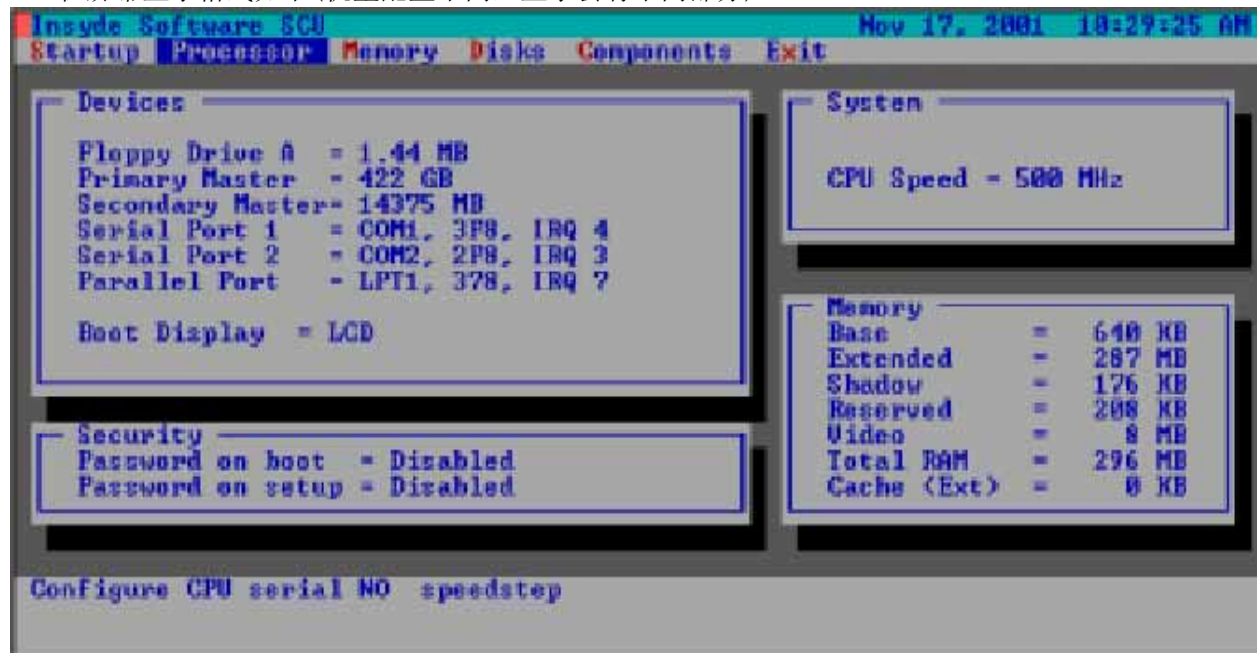 Insyde Software SCU Nov 17, 2001 10:29:25 AM
Startup Processor Memory Disks Components Exit
Devices
Floppy Drive A = 1.44 MB
Primary Master = 422 GB
Secondary Master= 14375 MB
Serial Port 1 = COM1, 3F8, IRQ 4
Serial Port 2 = COM2, 2F8, IRQ 3
Parallel Port = LPT1, 378, IRQ 7
Boot Display = LCD
Security
Password on boot = Disabled
Password on setup = Disabled
System
CPU Speed = 500 MHz
Memory
Base = 640 KB
Extended = 287 MB
Shadow = 176 KB
Reserved = 208 KB
Video = 8 MB
Total RAM = 296 MB
Cache (Ext) = 0 KB
Configure CPU serial NO speedstep